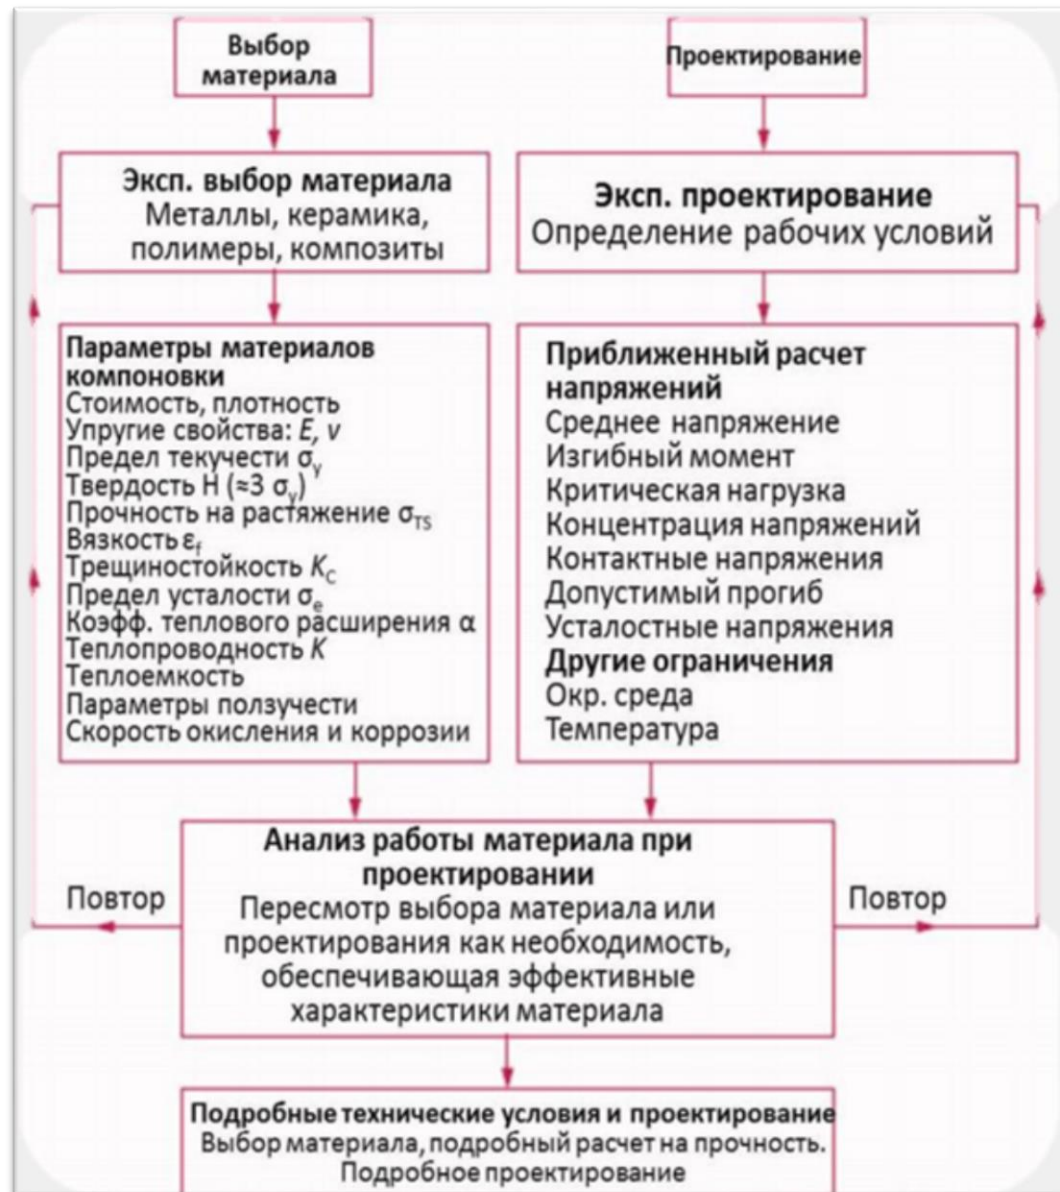 Выбор
материала
Проектирование
Эксп. выбор материала
Металлы, керамика,
полимеры, композиты
Эксп. проектирование
Определение рабочих условий
Параметры материалов
компоновки
Стоимость, плотность
Упругие свойства: E, ν
Предел текучести σy
Твердость H (≈3 σy)
Прочность на растяжение σTS
Вязкость εf
Трещиностойкость KC
Предел усталости σe
Коэфф. теплового расширения α
Теплопроводность K
Теплоемкость
Параметры ползучести
Скорость окисления и коррозии
Приближенный расчет
напряжений
Среднее напряжение
Изгибный момент
Критическая нагрузка
Концентрация напряжений
Контактные напряжения
Допустимый прогиб
Усталостные напряжения
Другие ограничения
Окр. среда
Температура
Повтор
Анализ работы материала при
проектировании
Пересмотр выбора материала или
проектирования как необходимость,
обеспечивающая эффективные
характеристики материала
Повтор
Подробные технические условия и проектирование
Выбор материала, подробный расчет на прочность.
Подробное проектирование